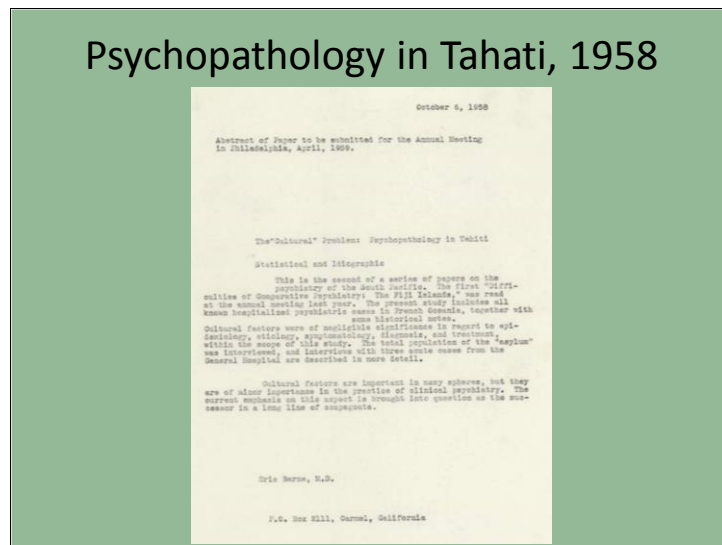 Psychopathology in Tahati, 1958
October 6, 1958
Abstract of Paper to be submitted for the Annual Meeting
in Philadelphia, April, 1959.
The"Cultural" Problem: Psychopathology in Tahiti
Statistical and Idiographic
This is the second of a series of papers on the
psychiatry of the South Pacific. The first "Diffi-
culties of Comparative Psychiatry: The Fiji Islands," was read
at the annual meeting last year. The present study includes all
known hospitalized psychiatric cases in French Oceania, together with
some historical notes.
Cultural factors were of negligible significance in regard to epi-
demiology, etiology, symptomatology, diagnosis, and treatment,
within the scope of this study. The total population of the "asylum"
was interviewed, and interviews with three acute cases from the
General Hospital are described in more detail.
Cultural factors are important in many spheres, but they
are of minor importance in the practice of clinical psychiatry. The
current emphasis on this aspect is brought into question as the suc-
cessor in a long line of scapegoats.
Eric Berne, M.D.
P.O. Box Carmel, California